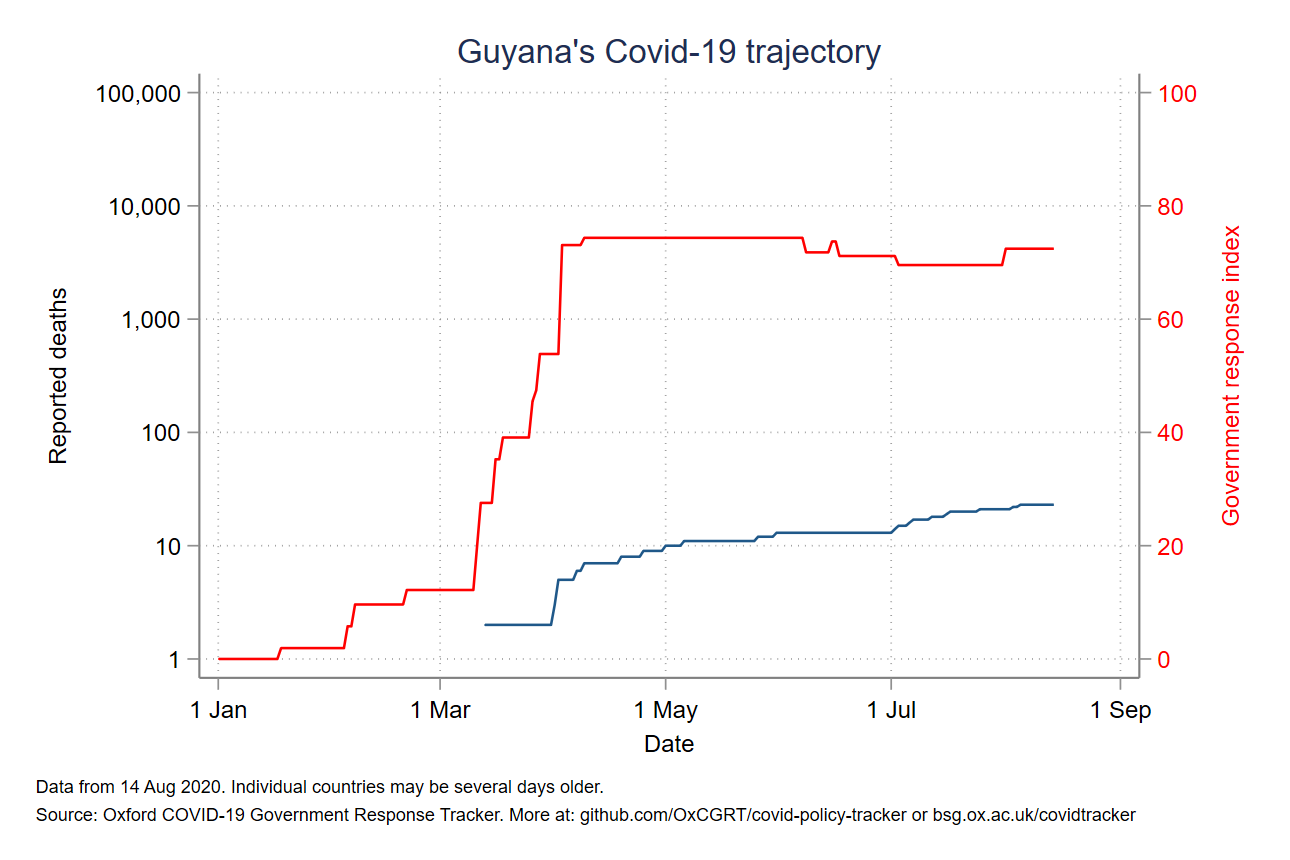 Guyana's Covid-19 trajectory
100,000
10,000
1,000
100
10
1
Reported deaths
100
80
60
40
20
0
Government response index
1 Jan
1 Mar
1 May
1 Jul
1 Sep
Date
Data from 14 Aug 2020. Individual countries may be several days older.
Source: Oxford COVID-19 Government Response Tracker. More at: github.com/OxCGRT/covid-policy-tracker or bsg.ox.ac.uk/covidtracker